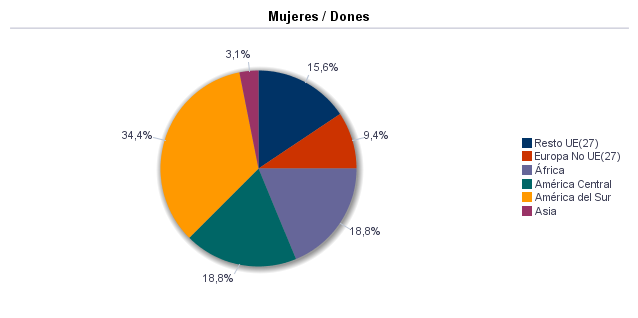 Mujeres / Dones
3,1%
15,6%
34,4%
9,4%
18,8%
18,8%
Resto UE(27)
Europa No UE(27)
África
América Central
América del Sur
Asia